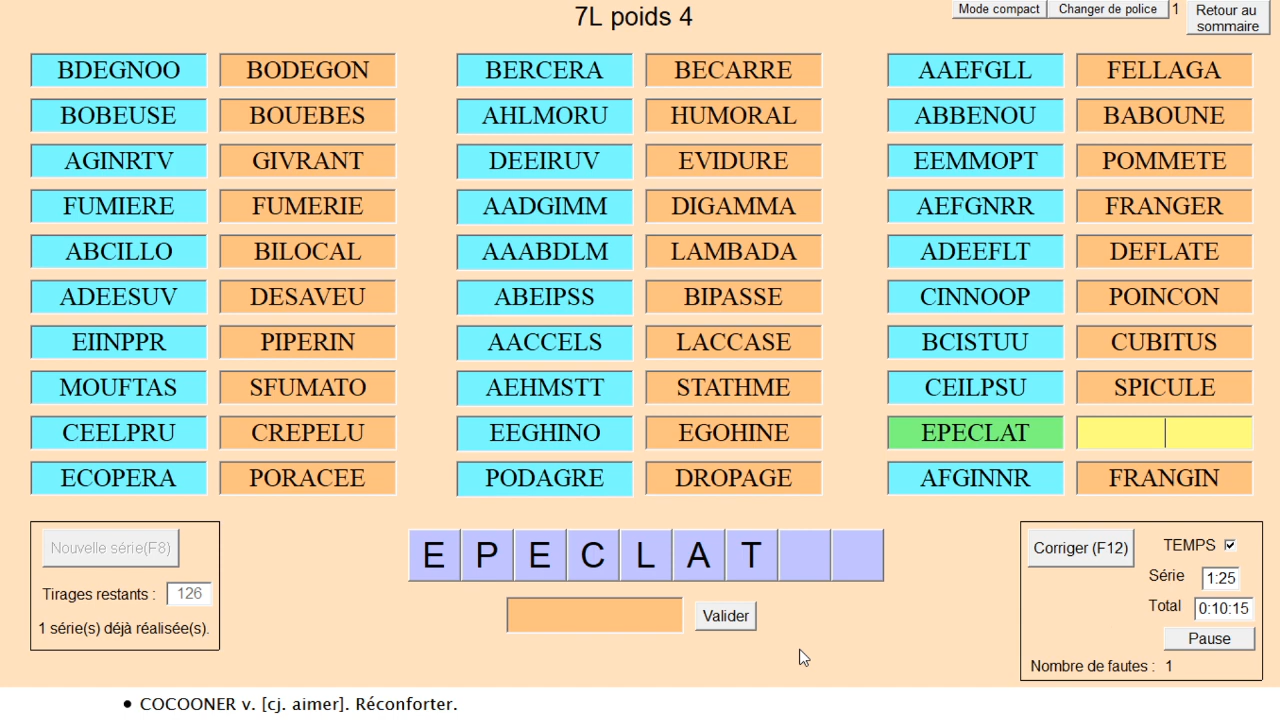 7L poids 4
Mode compact Changer de police 1 Retour au sommaire
BDEGNOO BODEGON BERCERA BECARRE AAEFGLL FELLAGA
BOBEUSE BOUEBES AHLMORU HUMORAL ABBENOU BABOUNE
AGINRTV GIVRANT DEEIRUV EVIDURE EEMMOPT POMMETE
FUMIERE FUMERIE AADGIMM DIGAMMA AEFGNRR FRANGER
ABCILLO BILOCAL AAABDLM LAMBADA ADEEFLT DEFLATE
ADEESUV DESAVEU ABEIPSS BIPASSE CINNOOP POINCON
EIINPPR PIPERIN AACCELS LACCASE BCISTUU CUBITUS
MOUFTAS SFUMATO AEHMSTT STATHME CEILPSU SPICULE
CEELPRU CREPELU EEGHINO EGOHINE EPECLAT
ECOPERA PORACEE PODAGRE DROPAGE AFGINNR FRANGIN
Nouvelle série(F8)
Tirages restants : 126
1 série(s) déjà réalisée(s).
E P E C L A T
Valider
Corriger (F12) TEMPS
Série 1:25
Total 0:10:15
Pause
Nombre de fautes : 1
• COCOONER v. [cj. aimer]. Réconforter.